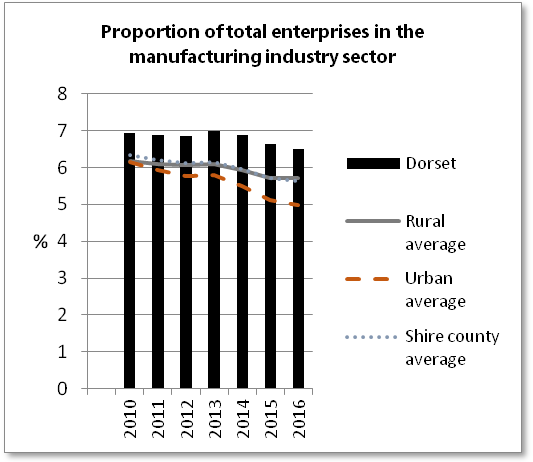 Proportion of total enterprises in the
manufacturing industry sector
8
7
6
5
% 4
3
2
1
0
2010
2011
2012
2013
2014
2015
2016
Dorset
Rural
average
Urban
average
Shire county
average